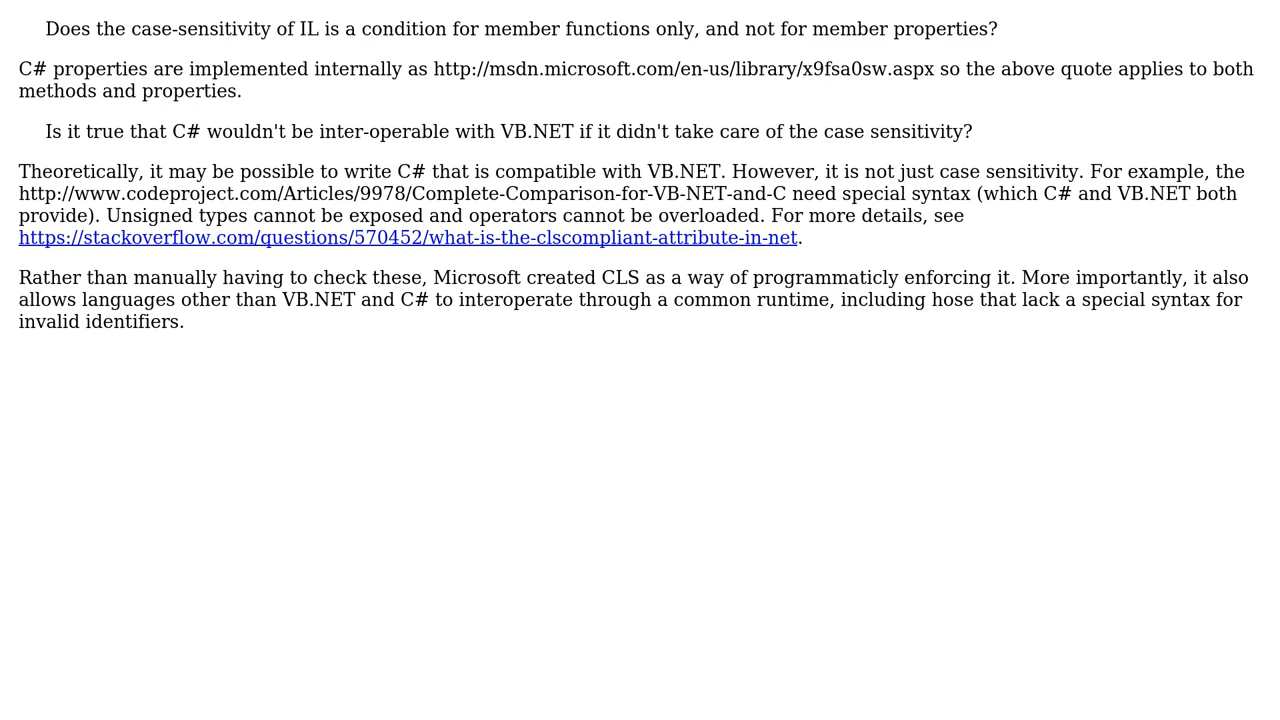 Does the case-sensitivity of IL is a condition for member functions only, and not for member properties?
C# properties are implemented internally as http://msdn.microsoft.com/en-us/library/x9fsa0sw.aspx so the above quote applies to both
methods and properties.
Is it true that C# wouldn't be inter-operable with VB.NET if it didn't take care of the case sensitivity?
Theoretically, it may be possible to write C# that is compatible with VB.NET. However, it is not just case sensitivity. For example, the
http://www.codeproject.com/Articles/9978/Complete-Comparison-for-VB-NET-and-C need special syntax (which C# and VB.NET both
provide). Unsigned types cannot be exposed and operators cannot be overloaded. For more details, see
https://stackoverflow.com/questions/570452/what-is-the-clscompliant-attribute-in-net.
Rather than manually having to check these, Microsoft created CLS as a way of programmaticly enforcing it. More importantly, it also
allows languages other than VB.NET and C# to interoperate through a common runtime, including hose that lack a special syntax for
invalid identifiers.